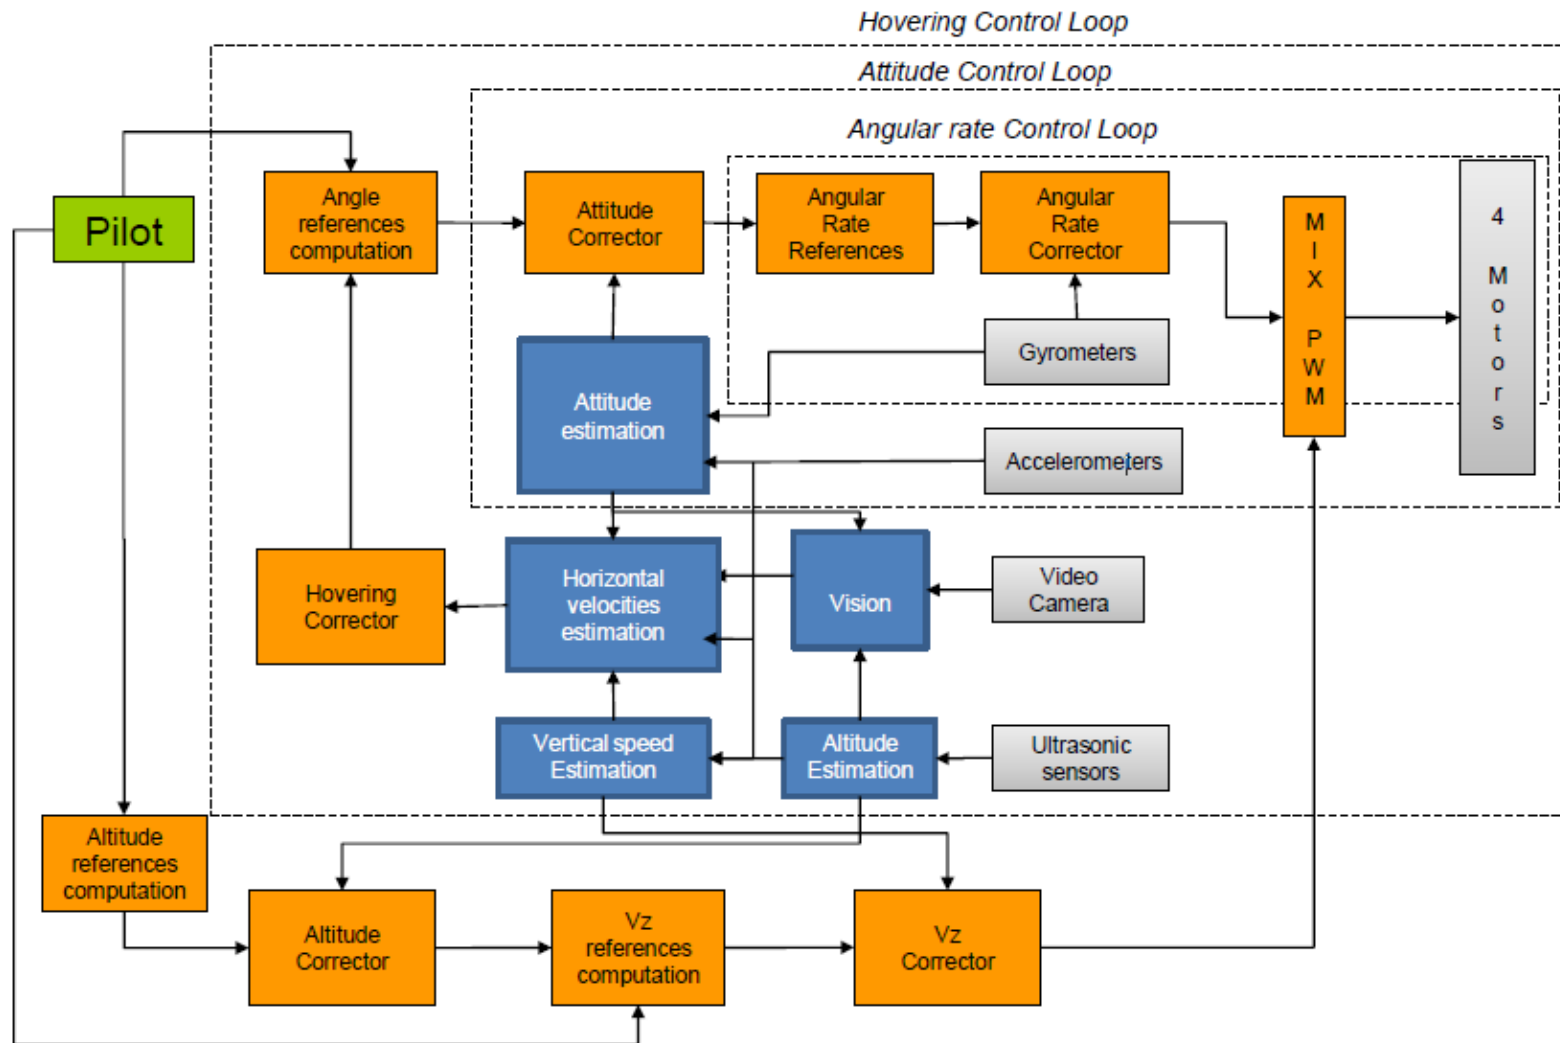 Hovering Control Loop
Attitude Control Loop
Angular rate Control Loop
Pilot
Angle
references
computation
Attitude
Corrector
Angular
Rate
References
Angular
Rate
Corrector
M
I
X
P
W
M
4
M
o
t
o
r
s
Gyrometers
Attitude
estimation
Accelerometers
Hovering
Corrector
Horizontal
velocities
estimation
Vision
Video
Camera
Vertical speed
Estimation
Altitude
Estimation
Ultrasonic
sensors
Altitude
references
computation
Altitude
Corrector
Vz
references
computation
Vz
Corrector